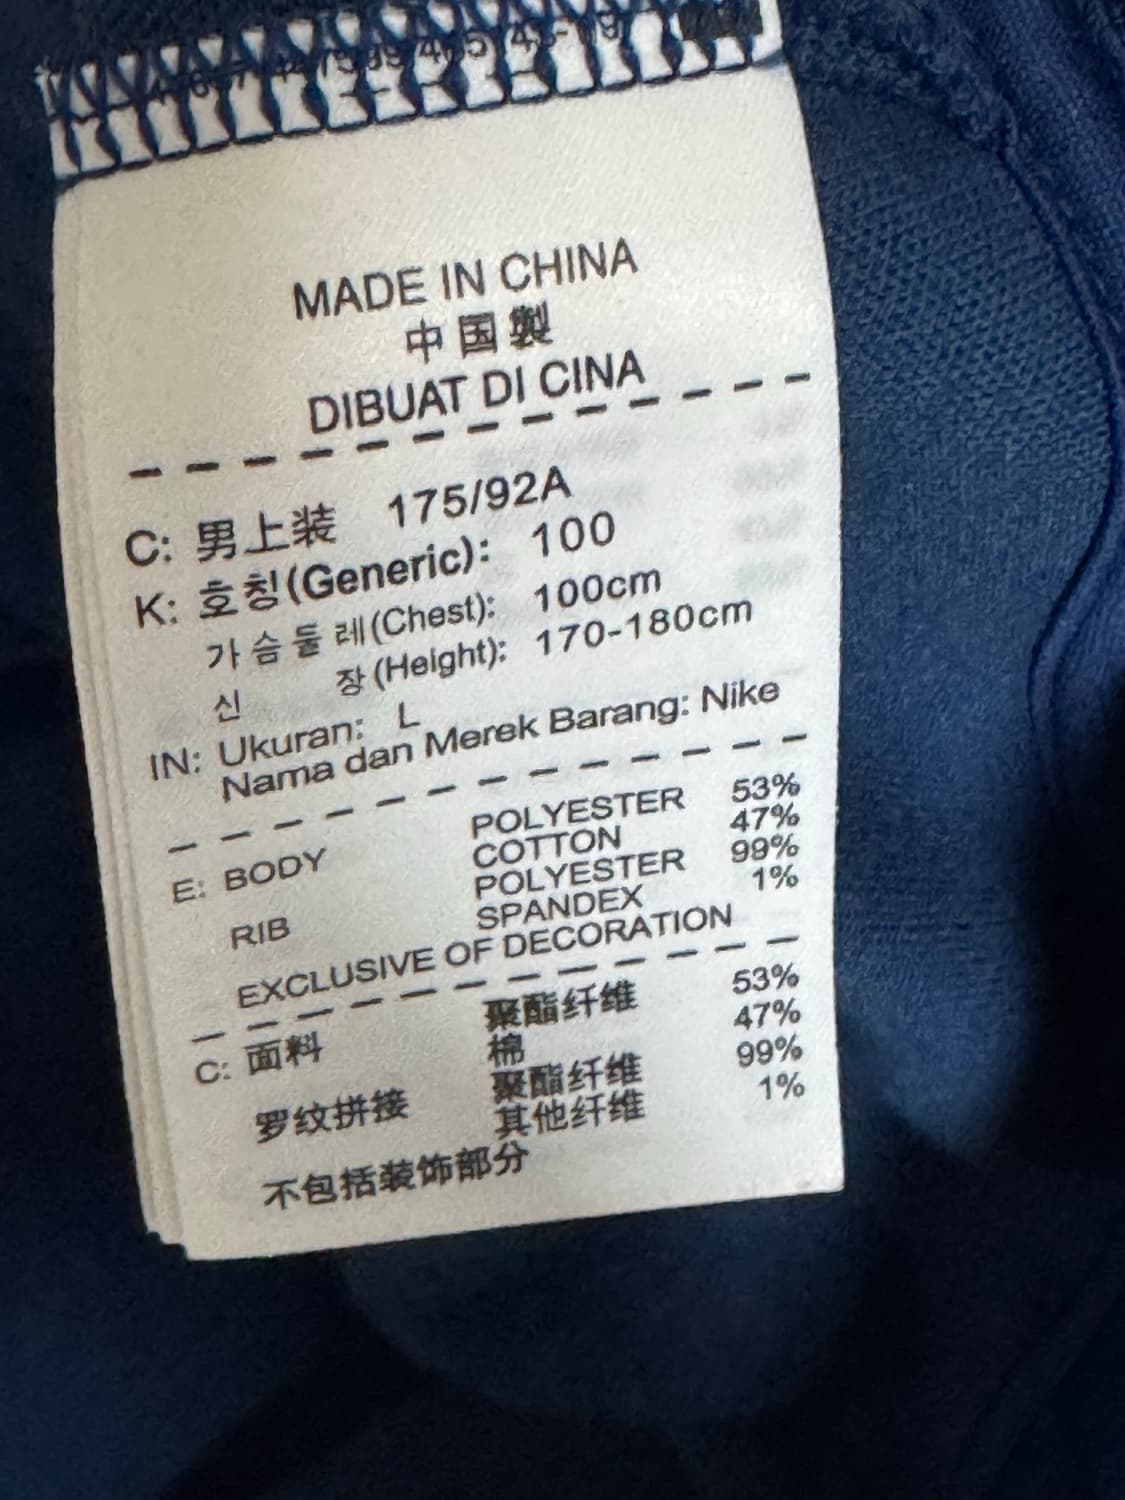 MADE IN CHINA
中国製
DIBUAT DI CINA
C: 男上装 175/92A
K: 호칭(Generic): 100
가슴둘레(Chest): 100cm
신 장(Height): 170-180cm
IN: Ukuran: L
Nama dan Merek Barang: Nike
E: BODY POLYESTER 53%
COTTON 47%
RIB POLYESTER 99%
SPANDEX 1%
EXCLUSIVE OF DECORATION
C: 面料 聚酯纤维 53%
棉 47%
罗纹拼接 聚酯纤维 99%
其他纤维 1%
不包括装饰部分